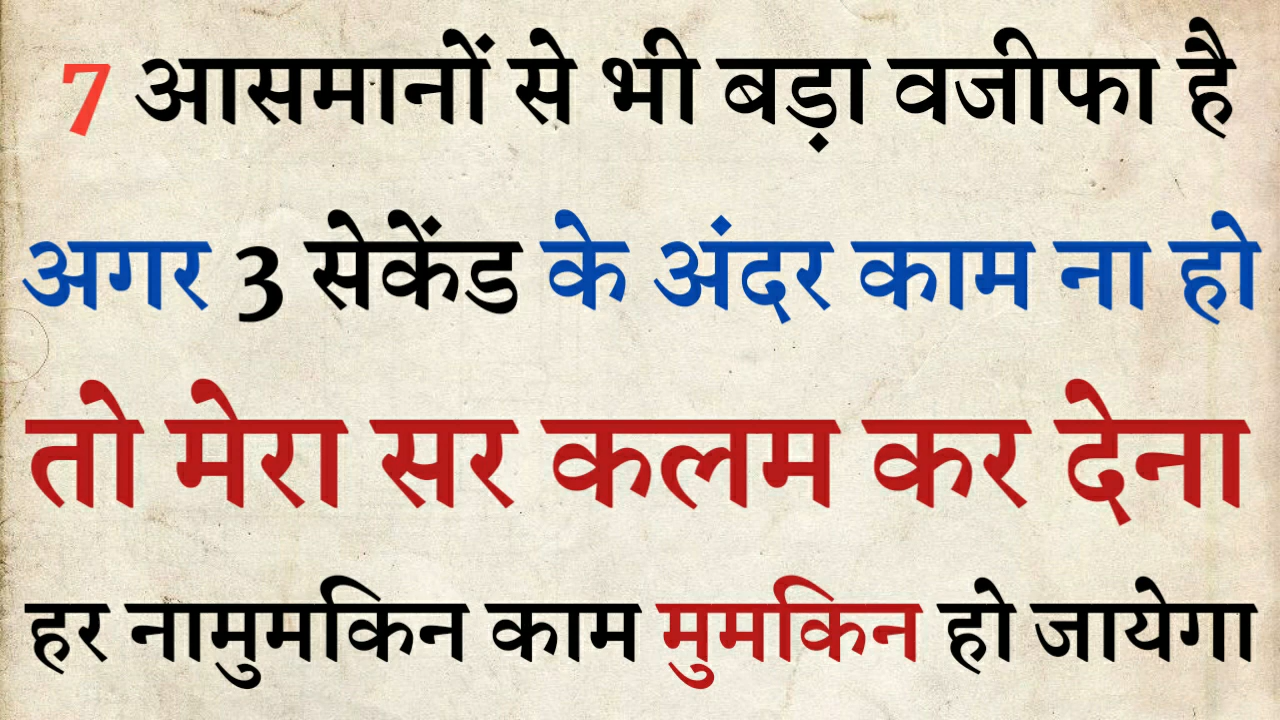 7 आसमानों से भी बड़ा वजीफा है
अगर 3 सेकेंड के अंदर काम ना हो
तो मेरा सर कलम कर देना
हर नामुमकिन काम मुमकिन हो जायेगा